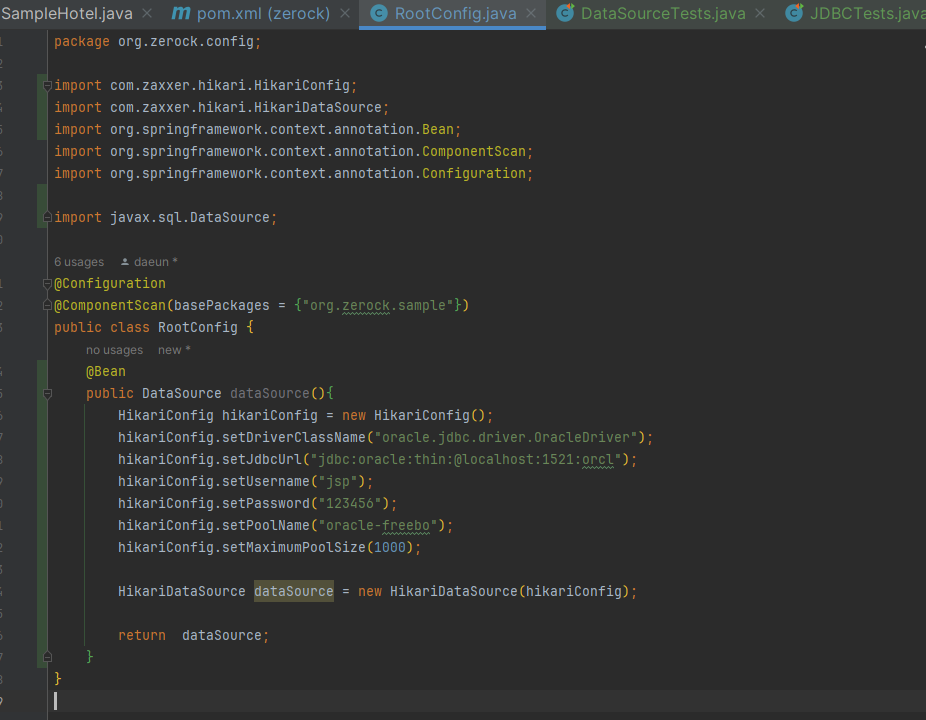 SampleHotel.java pom.xml (zerock) RootConfig.java DataSourceTests.java JDBCTests.java
package org.zerock.config;
import com.zaxxer.hikari.HikariConfig;
import com.zaxxer.hikari.HikariDataSource;
import org.springframework.context.annotation.Bean;
import org.springframework.context.annotation.ComponentScan;
import org.springframework.context.annotation.Configuration;
import javax.sql.DataSource;
6 usages daeun *
@Configuration
@ComponentScan(basePackages = {"org.zerock.sample"})
public class RootConfig {
no usages new *
@Bean
public DataSource dataSource(){
HikariConfig hikariConfig = new HikariConfig();
hikariConfig.setDriverClassName("oracle.jdbc.driver.OracleDriver");
hikariConfig.setJdbcUrl("jdbc:oracle:thin:@localhost:1521:orcl");
hikariConfig.setUsername("jsp");
hikariConfig.setPassword("123456");
hikariConfig.setPoolName("oracle-freebo");
hikariConfig.setMaximumPoolSize(1000);
HikariDataSource dataSource = new HikariDataSource(hikariConfig);
return  dataSource;
}
}